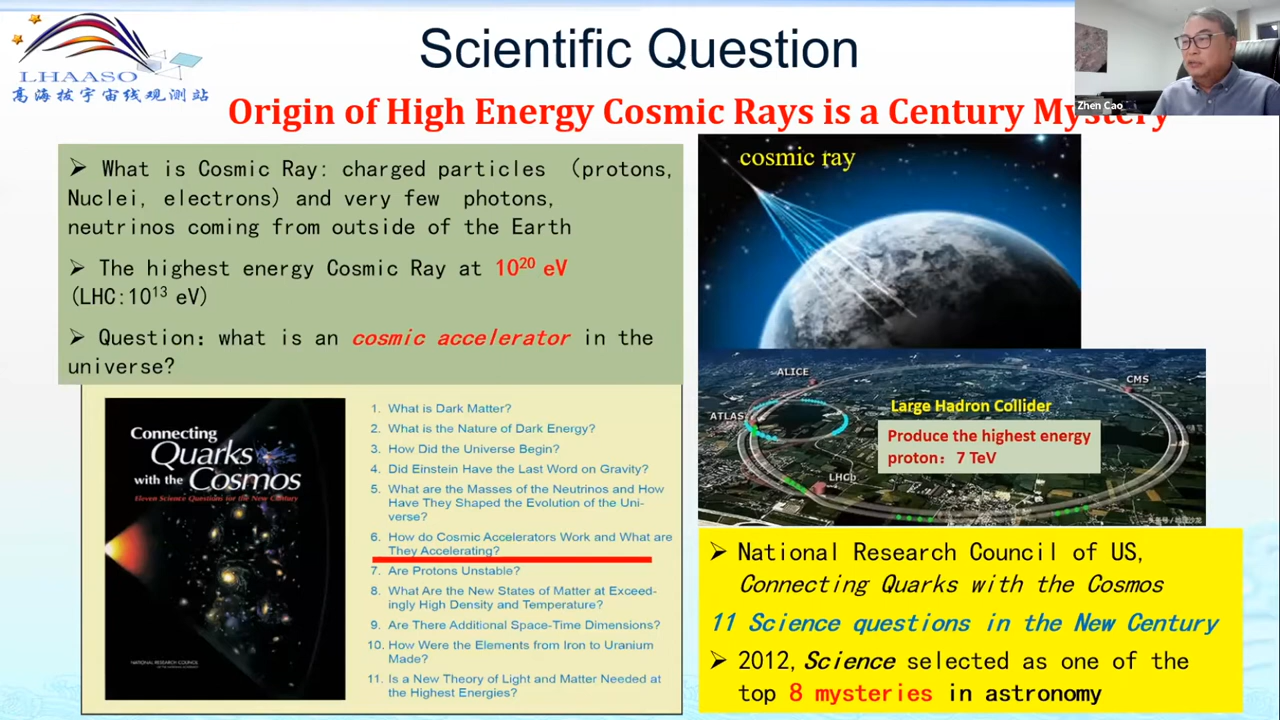 LHAASO
高海拔宇宙线观测站
Scientific Question
Origin of High Energy Cosmic Rays is a Century Mystery
Zhen Cao
➢ What is Cosmic Ray: charged particles （protons,
Nuclei, electrons) and very few photons,
neutrinos coming from outside of the Earth
➢ The highest energy Cosmic Ray at 10²⁰ eV
(LHC:10¹³ eV)
➢ Question: what is an cosmic accelerator in the
universe?
cosmic ray
ALICE
CMS
ATLAS
Large Hadron Collider
Produce the highest energy
proton: 7 TeV
LHCb
Connecting
Quarks
with the Cosmos
Eleven Science Questions for the New Century
NATIONAL RESEARCH COUNCIL
1. What is Dark Matter?
2. What is the Nature of Dark Energy?
3. How Did the Universe Begin?
4. Did Einstein Have the Last Word on Gravity?
5. What are the Masses of the Neutrinos and How
Have They Shaped the Evolution of the Uni-
verse?
6. How do Cosmic Accelerators Work and What are
They Accelerating?
7. Are Protons Unstable?
8. What Are the New States of Matter at Exceed-
ingly High Density and Temperature?
9. Are There Additional Space-Time Dimensions?
10. How Were the Elements from Iron to Uranium
Made?
11. Is a New Theory of Light and Matter Needed at
the Highest Energies?
➢ National Research Council of US,
Connecting Quarks with the Cosmos
11 Science questions in the New Century
➢ 2012, Science selected as one of the
top 8 mysteries in astronomy